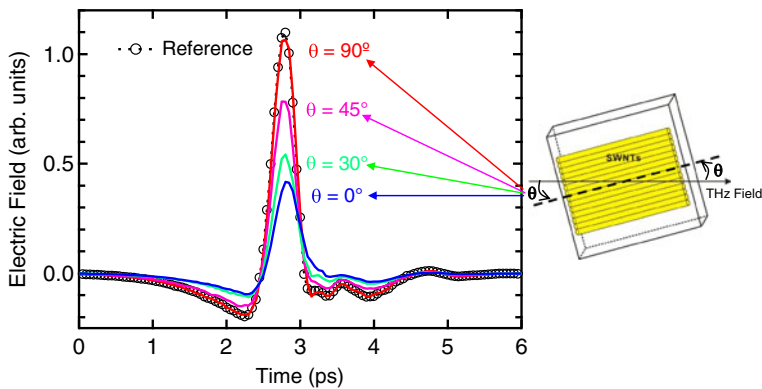 1.0
0.5
0.0
Electric Field (arb. units)
Reference
θ = 90º
θ = 45°
θ = 30°
θ = 0°
0 1 2 3 4 5 6
Time (ps)
SWNTs
θ
θ
THz Field